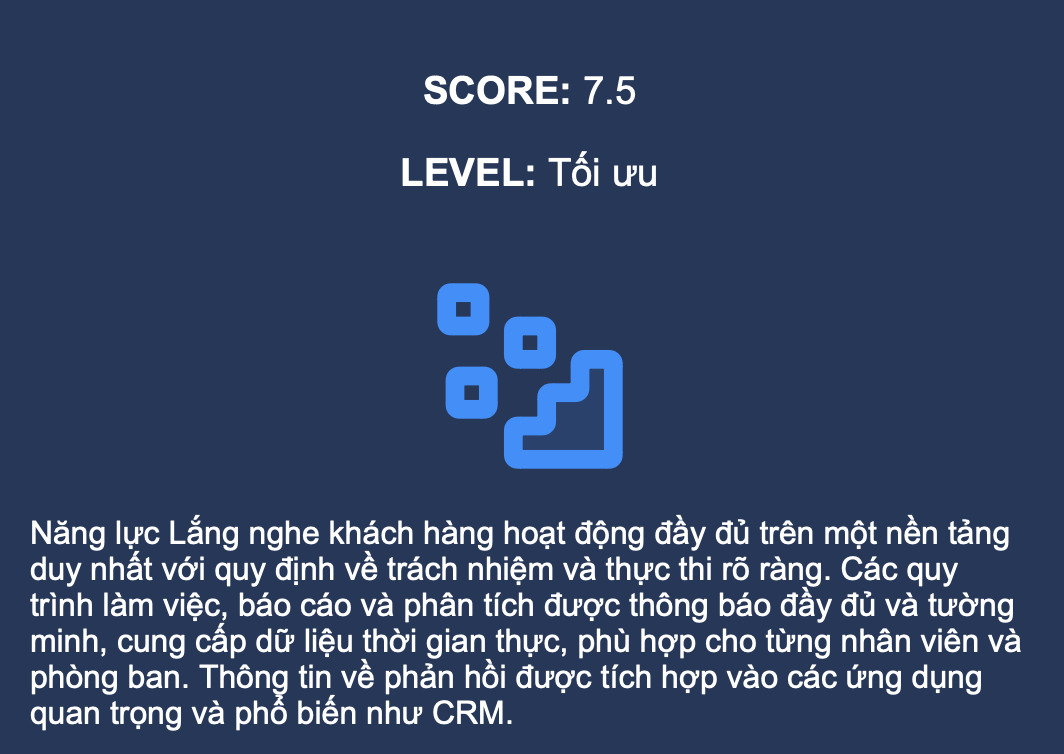 SCORE: 7.5
LEVEL: Tối ưu
Năng lực Lắng nghe khách hàng hoạt động đầy đủ trên một nền tảng
duy nhất với quy định về trách nhiệm và thực thi rõ ràng. Các quy
trình làm việc, báo cáo và phân tích được thông báo đầy đủ và tường
minh, cung cấp dữ liệu thời gian thực, phù hợp cho từng nhân viên và
phòng ban. Thông tin về phản hồi được tích hợp vào các ứng dụng
quan trọng và phổ biến như CRM.